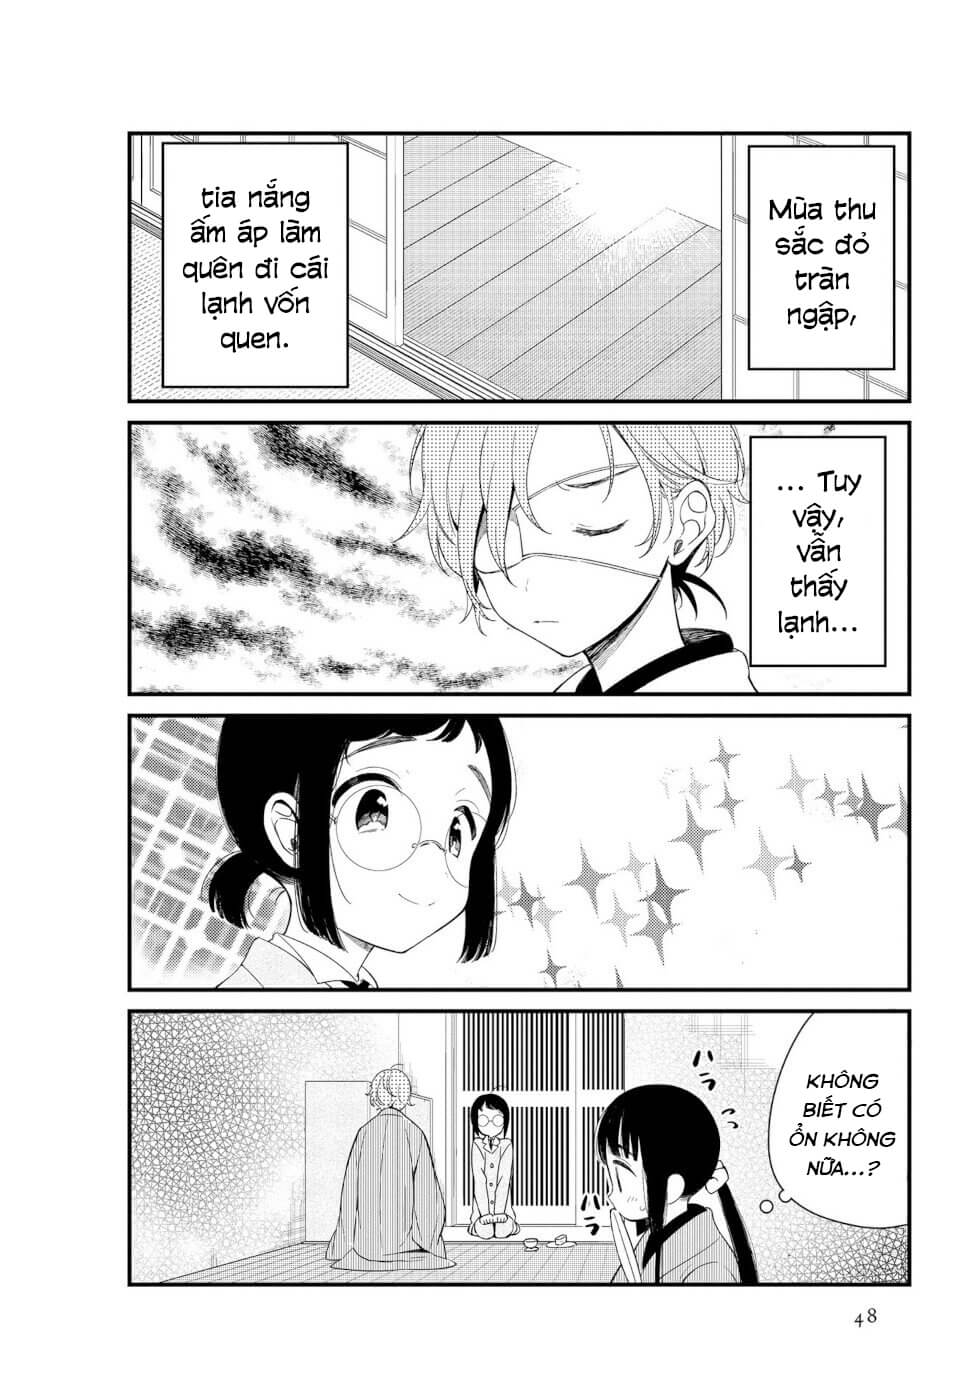 Mùa thu
sắc đỏ
tràn
ngập,
tia nắng
ấm áp làm
quên đi cái
lạnh vốn
quen.
... Tuy
vậy,
vẫn
thấy
lạnh...
KHÔNG
BIẾT CÓ
ỔN KHÔNG
NỮA...?
ハラ
ハラ
48